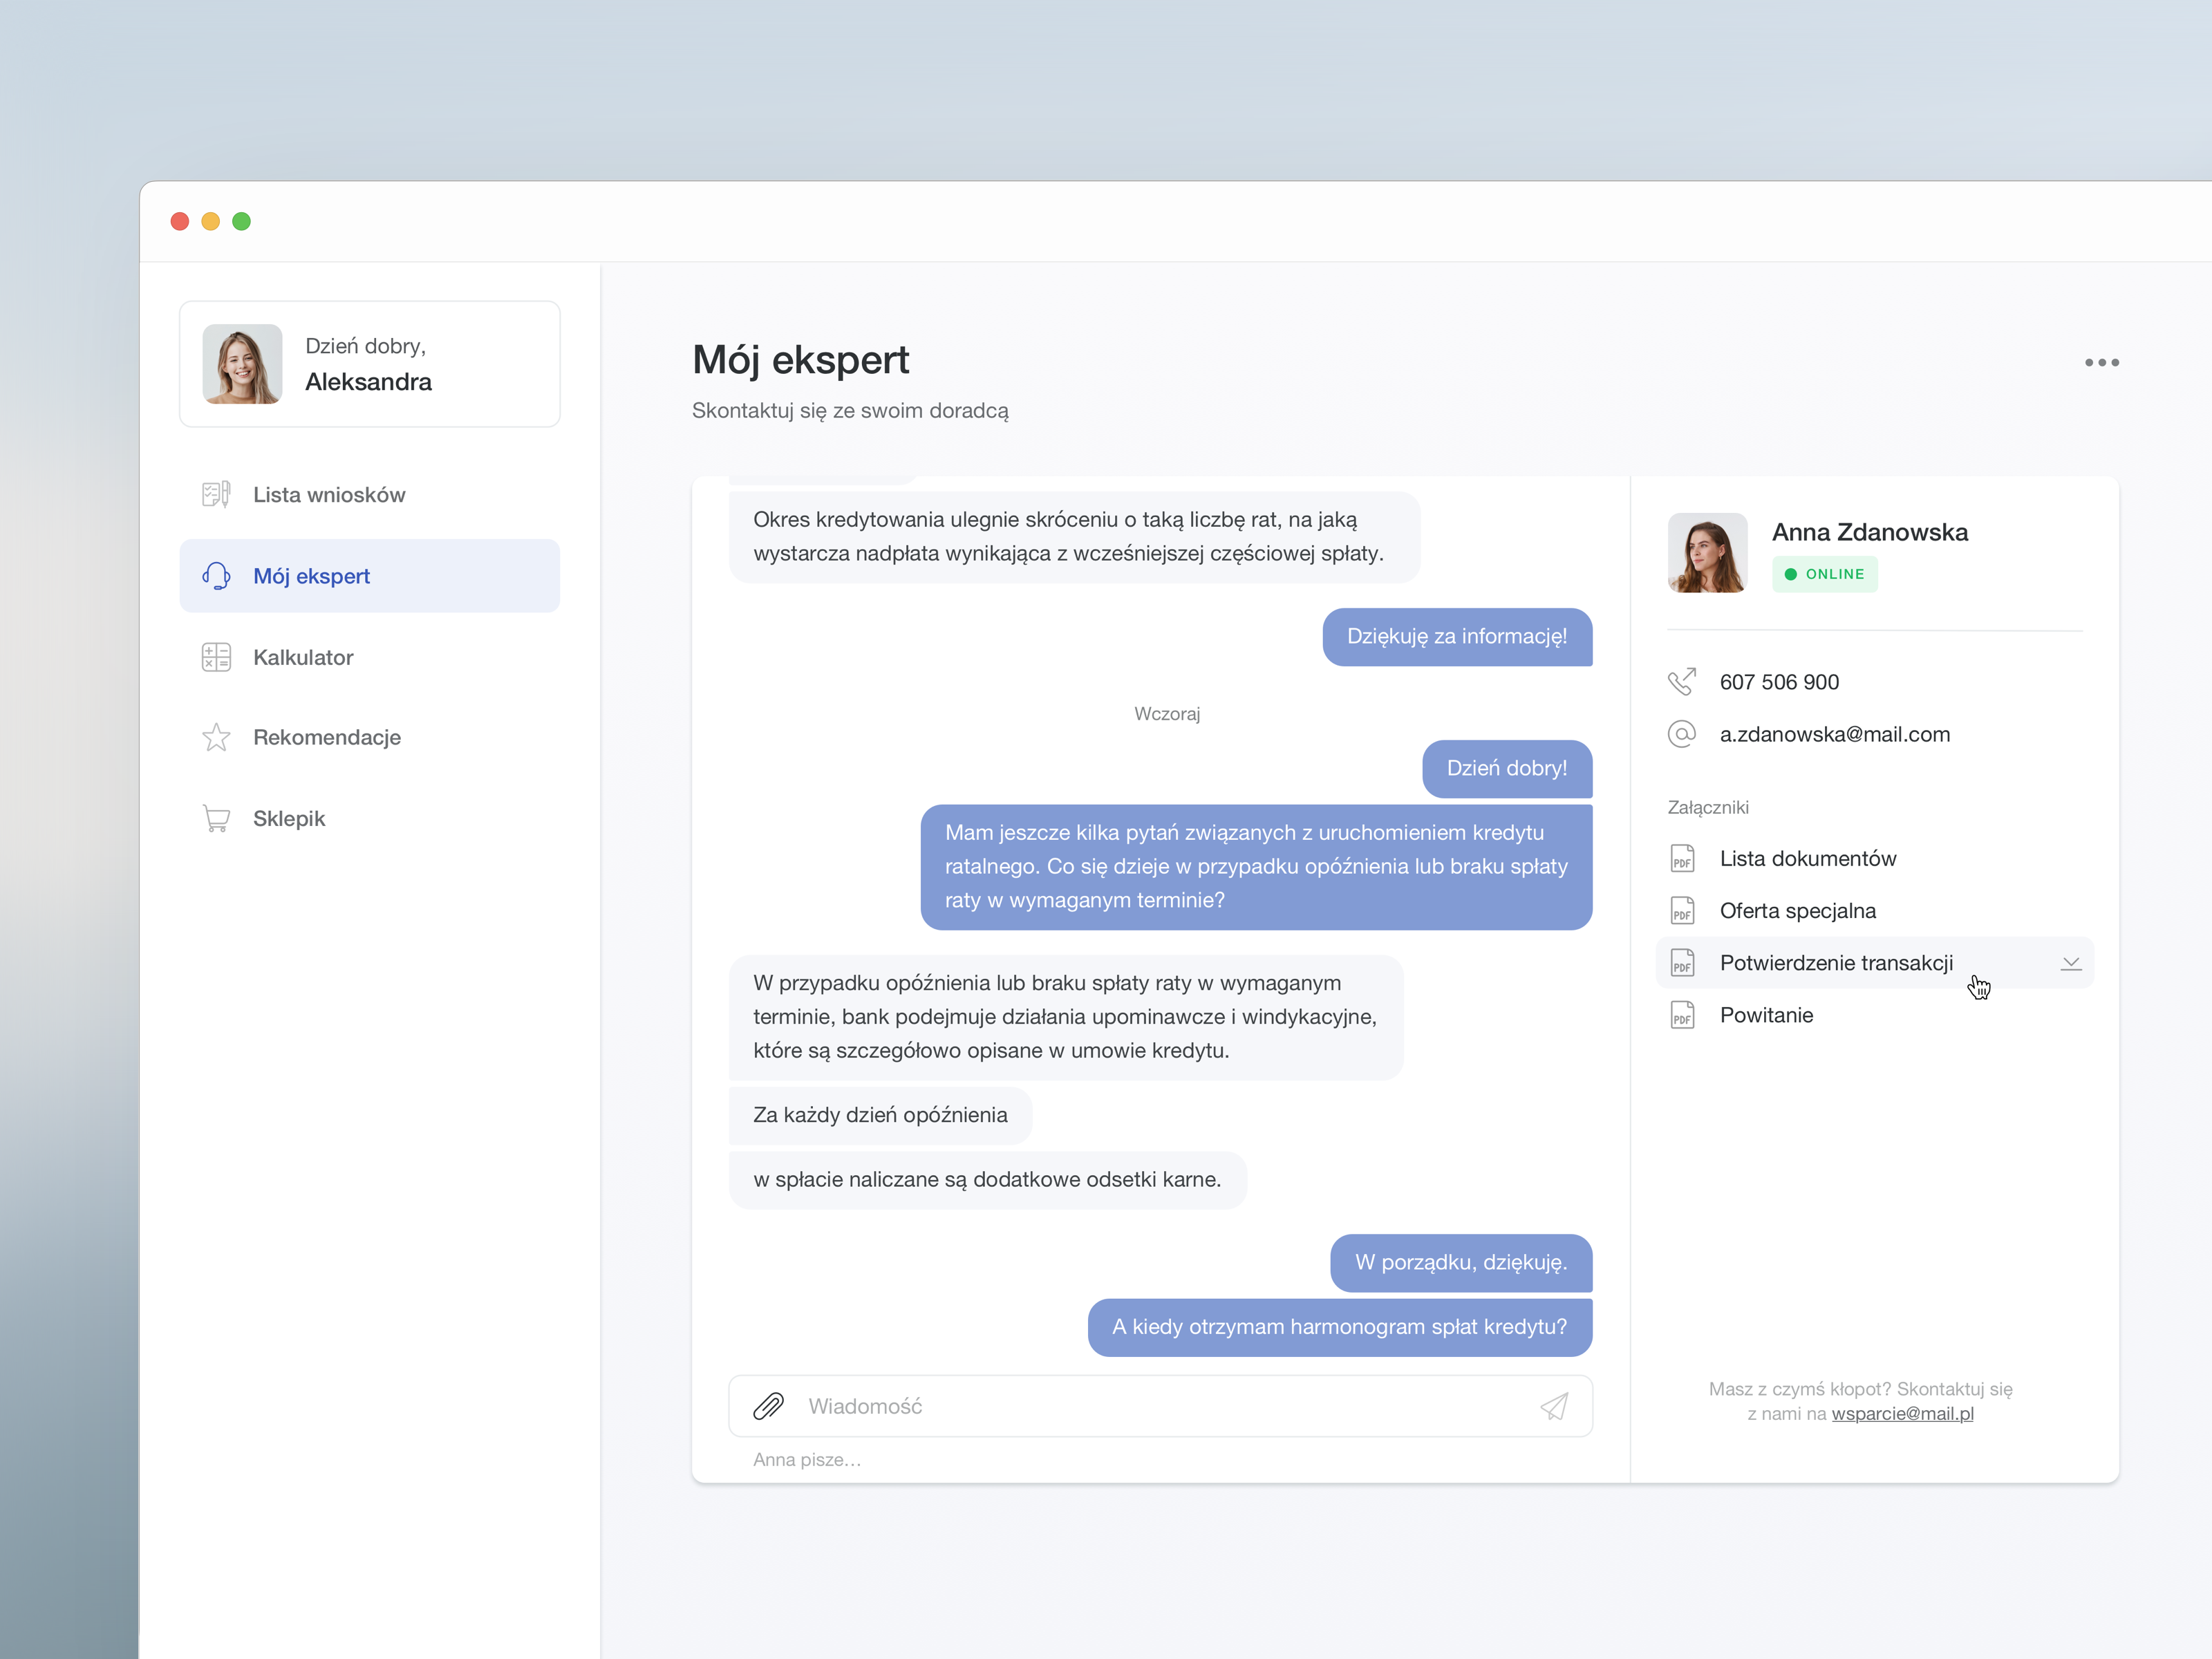 Dzień dobry,
Aleksandra
Lista wniosków
Mój ekspert
Kalkulator
Rekomendacje
Sklepik
Mój ekspert
Skontaktuj się ze swoim doradcą
Okres kredytowania ulegnie skróceniu o taką liczbę rat, na jaką
wystarcza nadpłata wynikająca z wcześniejszej częściowej spłaty.
Dziękuję za informację!
Wczoraj
Dzień dobry!
Mam jeszcze kilka pytań związanych z uruchomieniem kredytu
ratalnego. Co się dzieje w przypadku opóźnienia lub braku spłaty
raty w wymaganym terminie?
W przypadku opóźnienia lub braku spłaty raty w wymaganym
terminie, bank podejmuje działania upominawcze i windykacyjne,
które są szczegółowo opisane w umowie kredytu.
Za każdy dzień opóźnienia
w spłacie naliczane są dodatkowe odsetki karne.
W porządku, dziękuję.
A kiedy otrzymam harmonogram spłat kredytu?
Wiadomość
Anna pisze...
Anna Zdanowska
ONLINE
607 506 900
a.zdanowska@mail.com
Załączniki
PDF Lista dokumentów
PDF Oferta specjalna
PDF Potwierdzenie transakcji
PDF Powitanie
Masz z czymś kłopot? Skontaktuj się
z nami na wsparcie@mail.pl